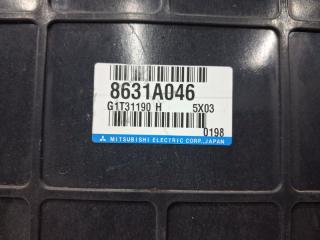 8631A046
G1T31190 H 5X03
0198
MITSUBISHI ELECTRIC CORP., JAPAN